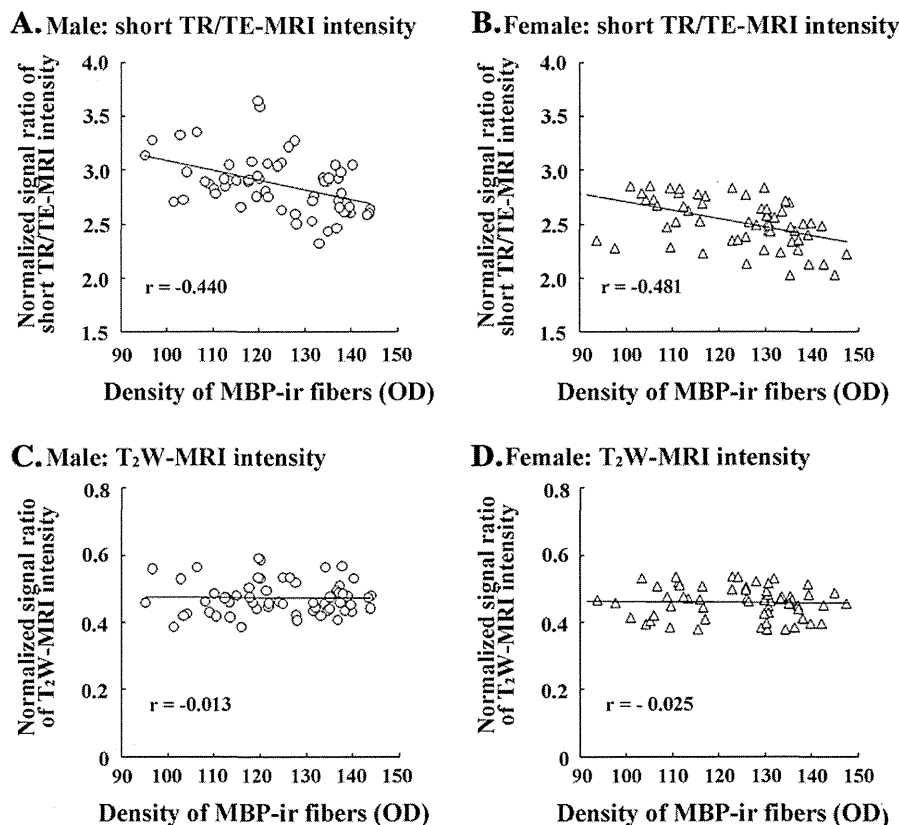 A. Male: short TR/TE-MRI intensity
Normalized signal ratio of
short TR/TE-MRI intensity
4.0
3.5
3.0
2.5
2.0
1.5
r = -0.440
90 100 110 120 130 140 150
Density of MBP-ir fibers (OD)
B. Female: short TR/TE-MRI intensity
Normalized signal ratio of
short TR/TE-MRI intensity
4.0
3.5
3.0
2.5
2.0
1.5
r = -0.481
90 100 110 120 130 140 150
Density of MBP-ir fibers (OD)
C. Male: T₂W-MRI intensity
Normalized signal ratio
of T₂W-MRI intensity
0.8
0.6
0.4
0.2
0
r = -0.013
90 100 110 120 130 140 150
Density of MBP-ir fibers (OD)
D. Female: T₂W-MRI intensity
Normalized signal ratio
of T₂W-MRI intensity
0.8
0.6
0.4
0.2
0
r = - 0.025
90 100 110 120 130 140 150
Density of MBP-ir fibers (OD)